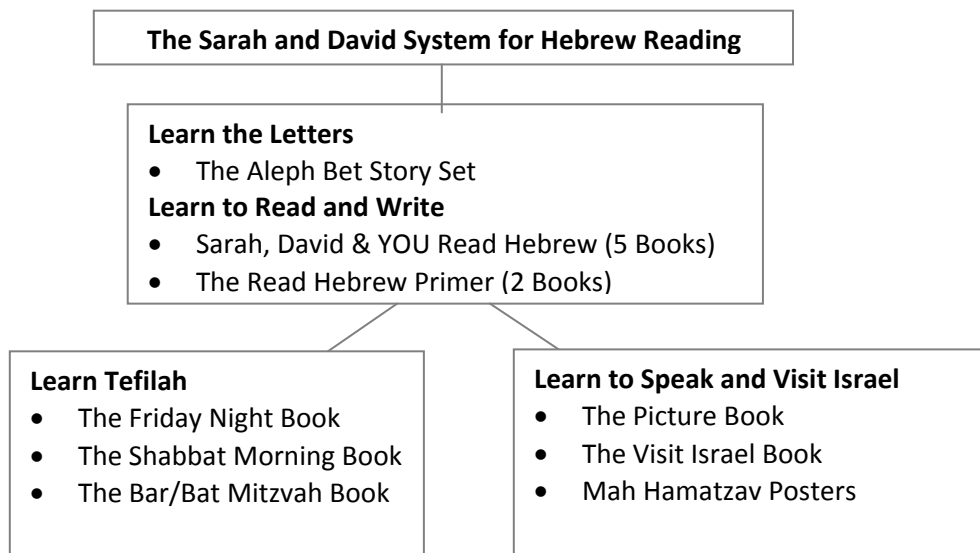 The Sarah and David System for Hebrew Reading
Learn the Letters
• The Aleph Bet Story Set
Learn to Read and Write
• Sarah, David & YOU Read Hebrew (5 Books)
• The Read Hebrew Primer (2 Books)
Learn Tefilah
• The Friday Night Book
• The Shabbat Morning Book
• The Bar/Bat Mitzvah Book
Learn to Speak and Visit Israel
• The Picture Book
• The Visit Israel Book
• Mah Hamatzav Posters